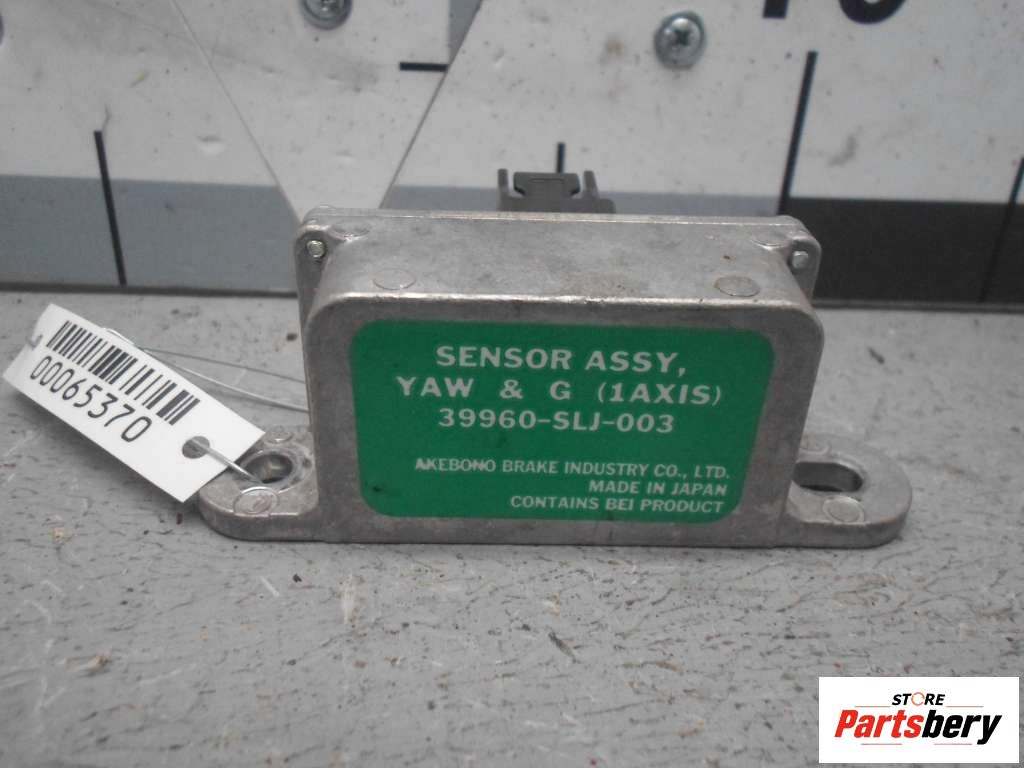 00065370
SENSOR ASSY,
YAW & G (1AXIS)
39960-SLJ-003
AKEBONO BRAKE INDUSTRY CO., LTD.
MADE IN JAPAN
CONTAINS BEI PRODUCT
STORE
Partsbery